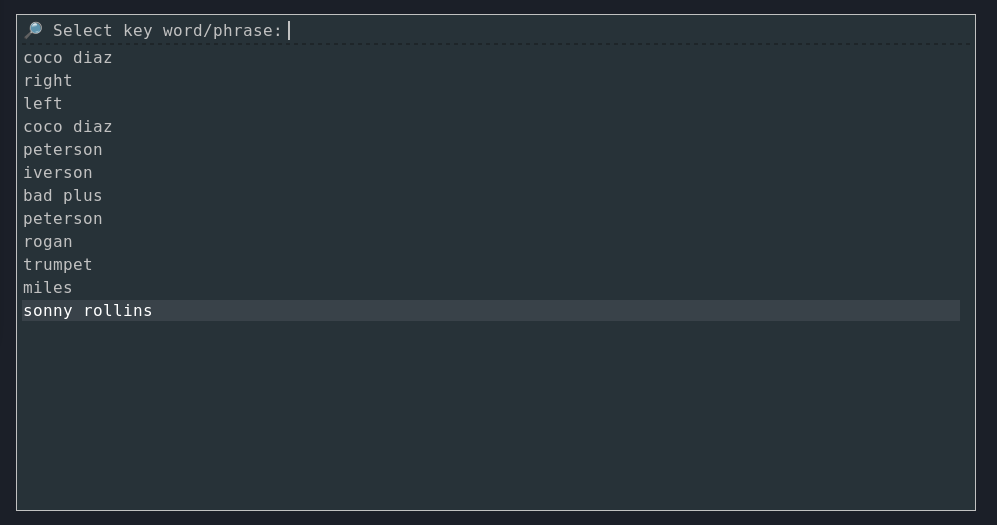 🔎 Select key word/phrase:
coco diaz
right
left
coco diaz
peterson
iverson
bad plus
peterson
rogan
trumpet
miles
sonny rollins